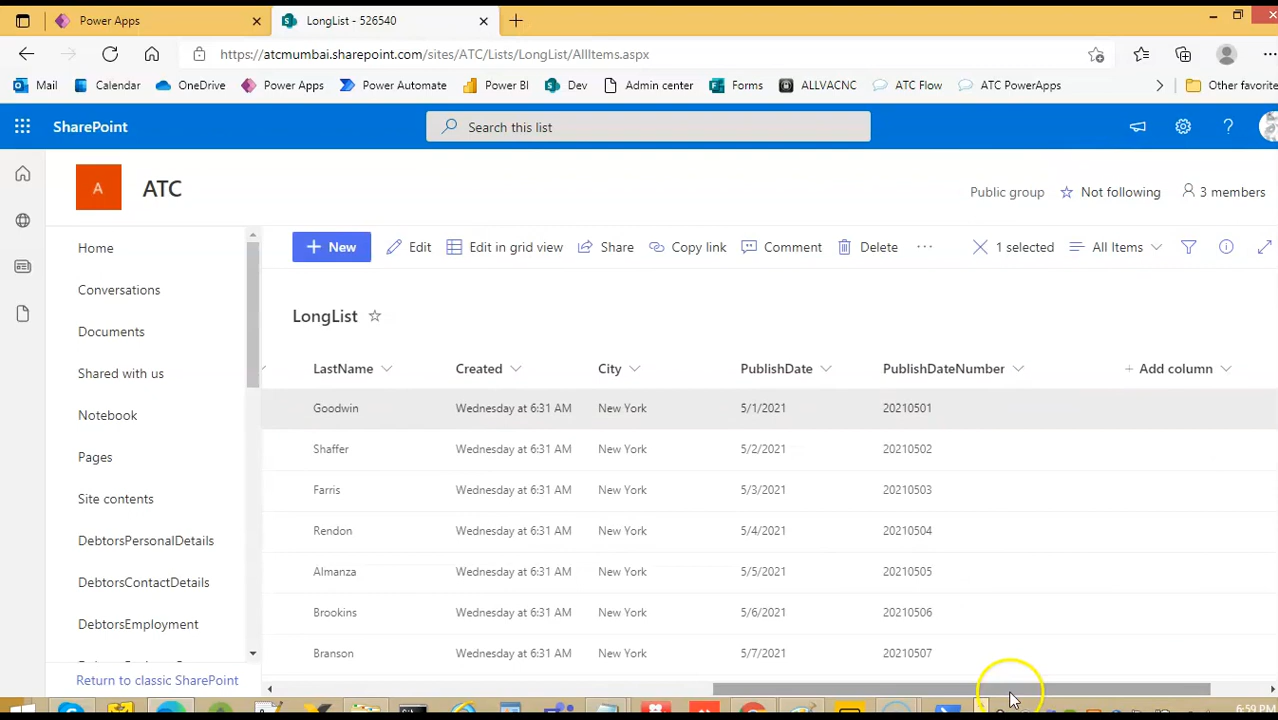 Power Apps
LongList - 526540
https://atcmumbai.sharepoint.com/sites/ATC/Lists/LongList/AllItems.aspx
Mail Calendar OneDrive Power Apps Power Automate Power BI Dev Admin center Forms ALLVACNC ATC Flow ATC PowerApps Other favorite
SharePoint Search this list
A ATC Public group Not following 3 members
New Edit Edit in grid view Share Copy link Comment Delete 1 selected All Items
Home
Conversations
Documents
Shared with us
Notebook
Pages
Site contents
DebtorsPersonalDetails
DebtorsContactDetails
DebtorsEmployment
Return to classic SharePoint
LongList
LastName Created City PublishDate PublishDateNumber + Add column
Goodwin Wednesday at 6:31 AM New York 5/1/2021 20210501
Shaffer Wednesday at 6:31 AM New York 5/2/2021 20210502
Farris Wednesday at 6:31 AM New York 5/3/2021 20210503
Rendon Wednesday at 6:31 AM New York 5/4/2021 20210504
Almanza Wednesday at 6:31 AM New York 5/5/2021 20210505
Brookins Wednesday at 6:31 AM New York 5/6/2021 20210506
Branson Wednesday at 6:31 AM New York 5/7/2021 20210507
6:59 PM